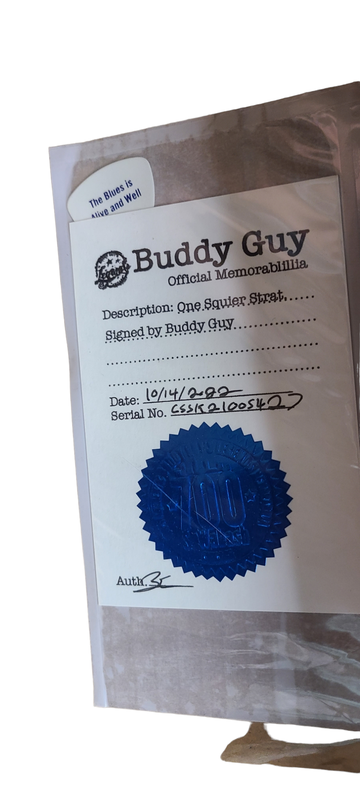 The Blues is
Alive and Well
Buddy Guy
Official Memorablillia
Description: One Squier Strat.
Signed by Buddy Guy
Date: 10/14/2022
Serial No. CSSK21005427
Auth.